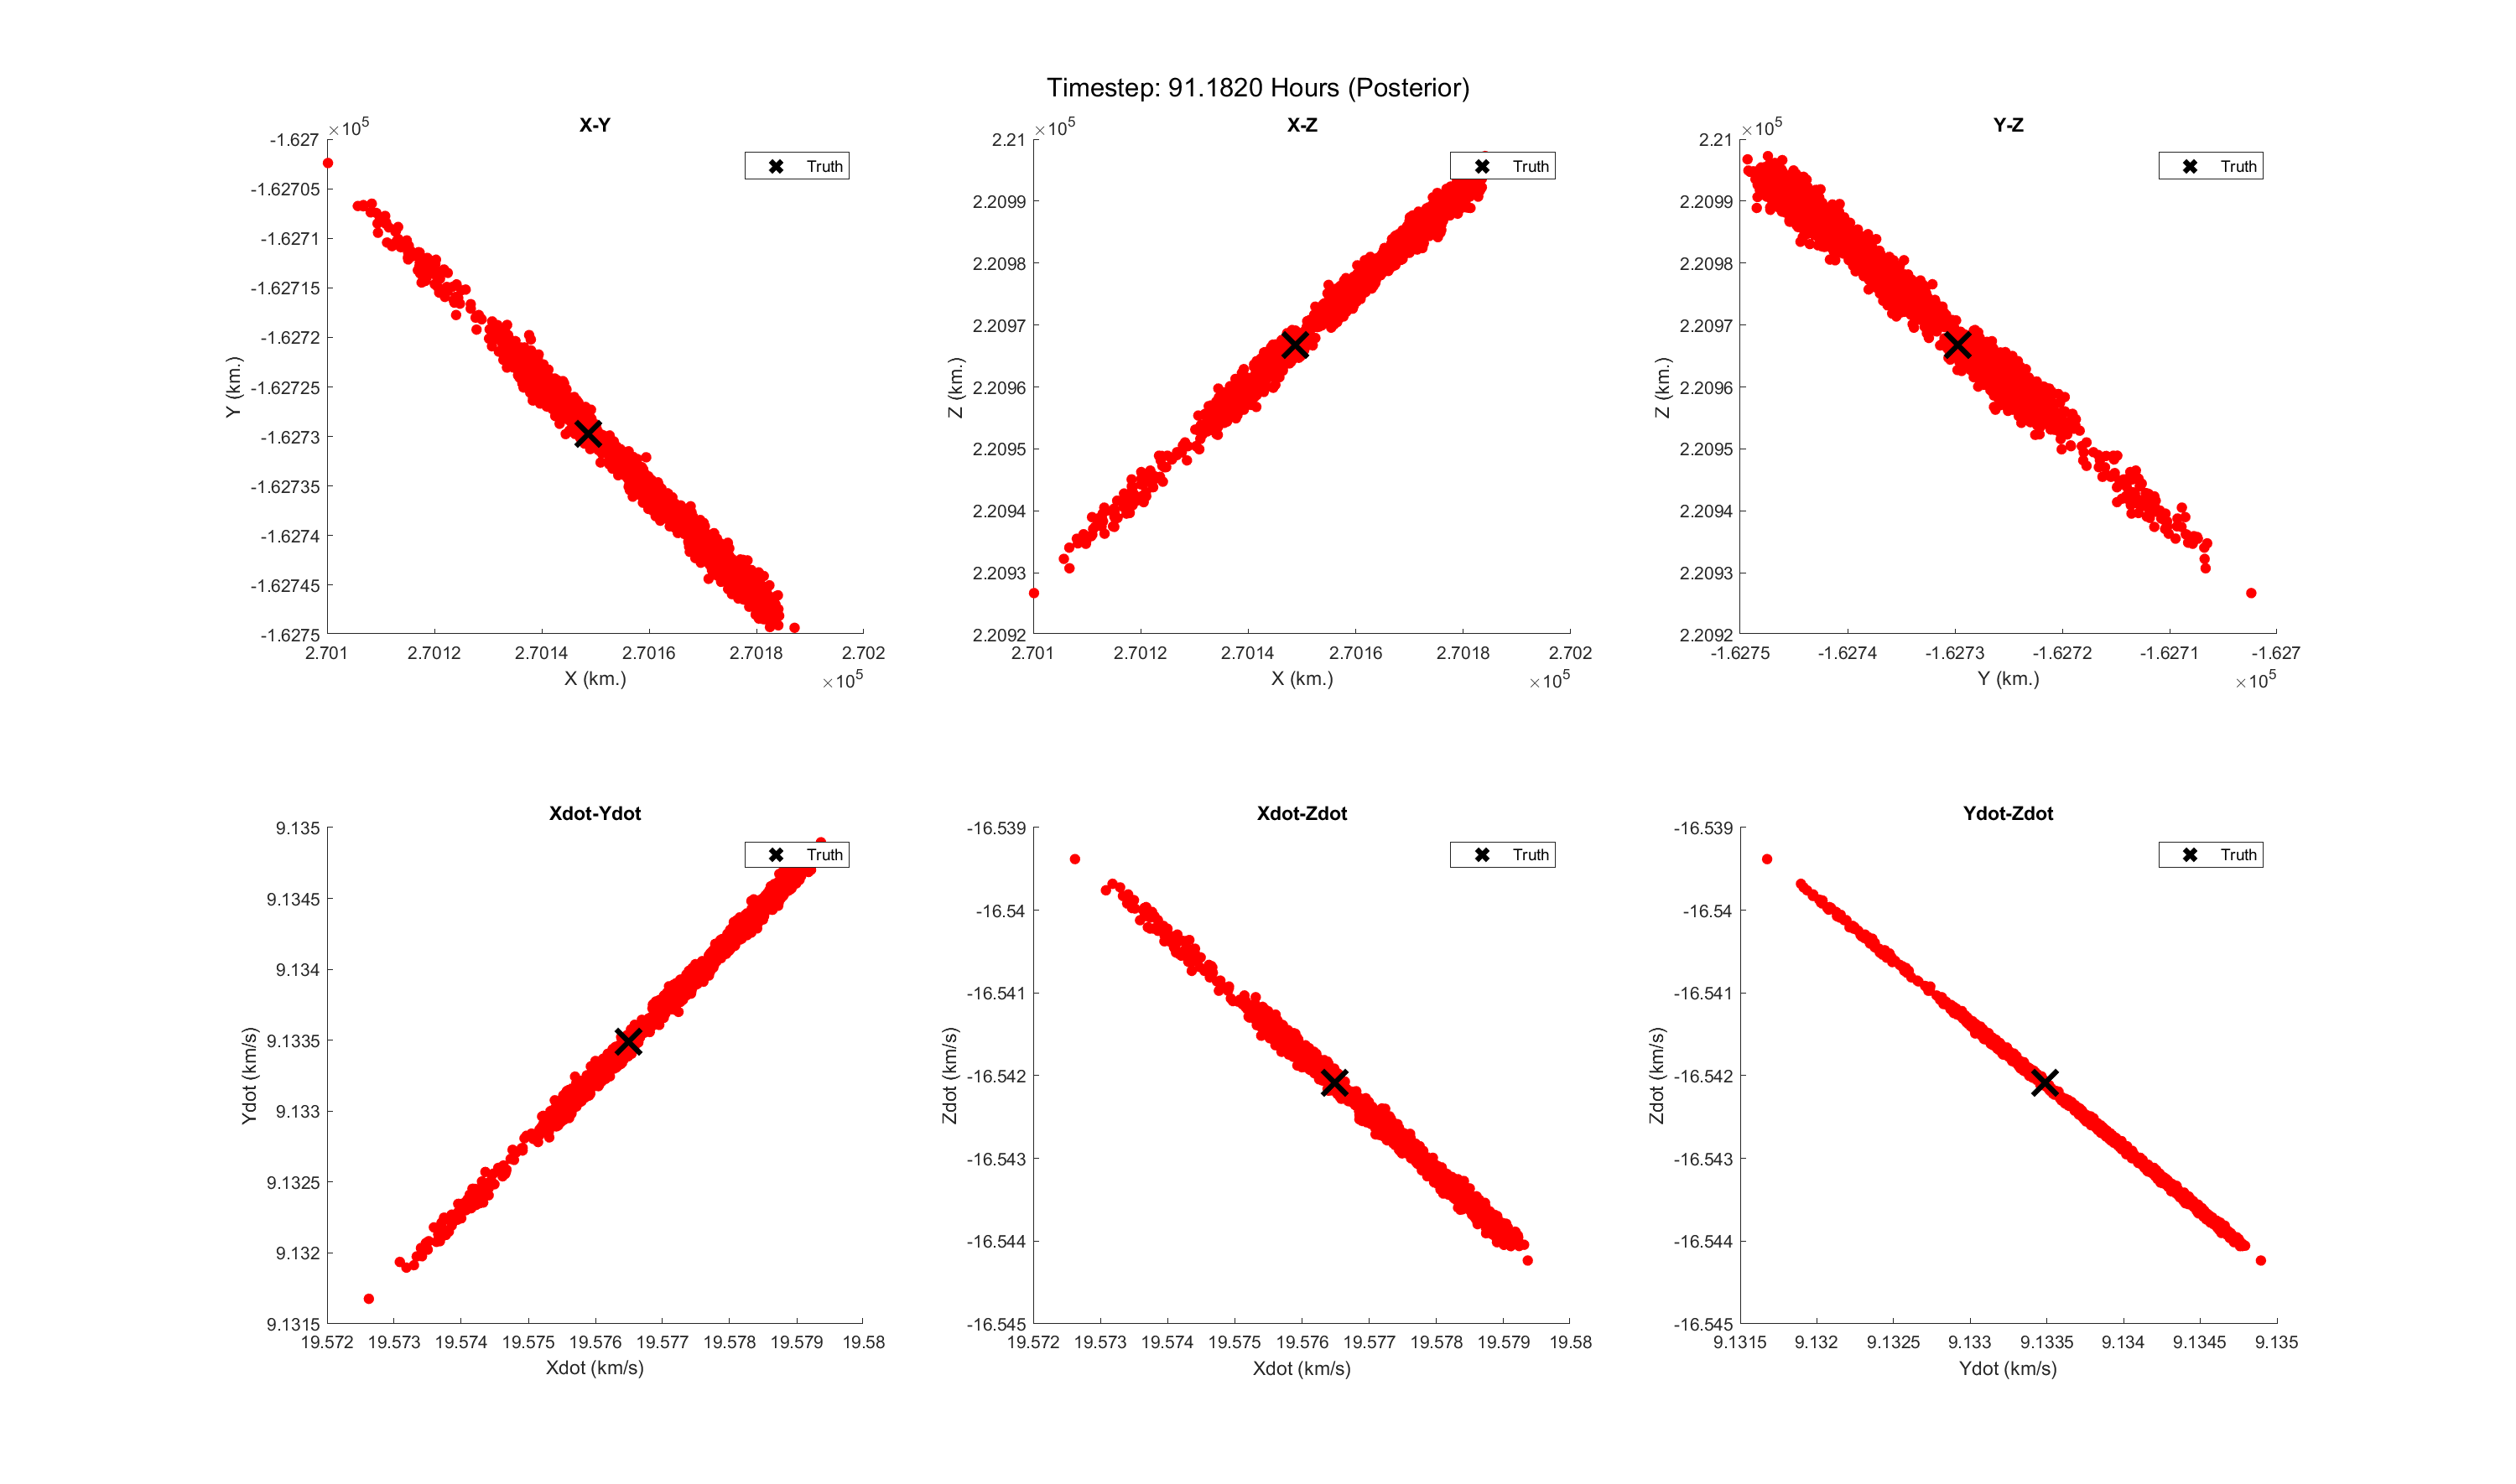 Timestep: 91.1820 Hours (Posterior)
X-Y
×10^5
-1.627
-1.62705
-1.6271
-1.62715
-1.6272
-1.62725
-1.6273
-1.62735
-1.6274
-1.62745
-1.6275
Y (km.)
Truth
2.701 2.7012 2.7014 2.7016 2.7018 2.702
X (km.)
×10^5
X-Z
×10^5
2.21
2.2099
2.2098
2.2097
2.2096
2.2095
2.2094
2.2093
2.2092
Z (km.)
Truth
2.701 2.7012 2.7014 2.7016 2.7018 2.702
X (km.)
×10^5
Y-Z
×10^5
2.21
2.2099
2.2098
2.2097
2.2096
2.2095
2.2094
2.2093
2.2092
Z (km.)
Truth
-1.6275 -1.6274 -1.6273 -1.6272 -1.6271 -1.627
Y (km.)
×10^5
Xdot-Ydot
9.135
9.1345
9.134
9.1335
9.133
9.1325
9.132
9.1315
Ydot (km/s)
Truth
19.572 19.573 19.574 19.575 19.576 19.577 19.578 19.579 19.58
Xdot (km/s)
Xdot-Zdot
-16.539
-16.54
-16.541
-16.542
-16.543
-16.544
-16.545
Zdot (km/s)
Truth
19.572 19.573 19.574 19.575 19.576 19.577 19.578 19.579 19.58
Xdot (km/s)
Ydot-Zdot
-16.539
-16.54
-16.541
-16.542
-16.543
-16.544
-16.545
Zdot (km/s)
Truth
9.1315 9.132 9.1325 9.133 9.1335 9.134 9.1345 9.135
Ydot (km/s)